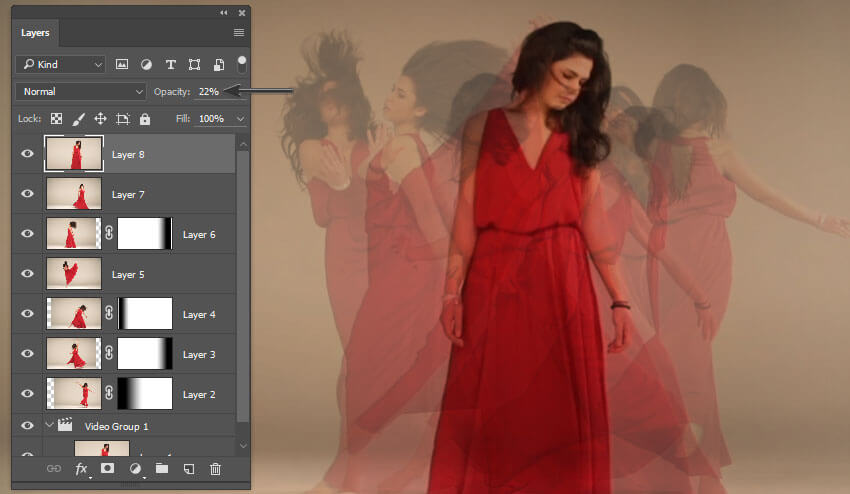 Layers
Kind
Normal Opacity: 22%
Lock: Fill: 100%
Layer 8
Layer 7
Layer 6
Layer 5
Layer 4
Layer 3
Layer 2
Video Group 1
fx